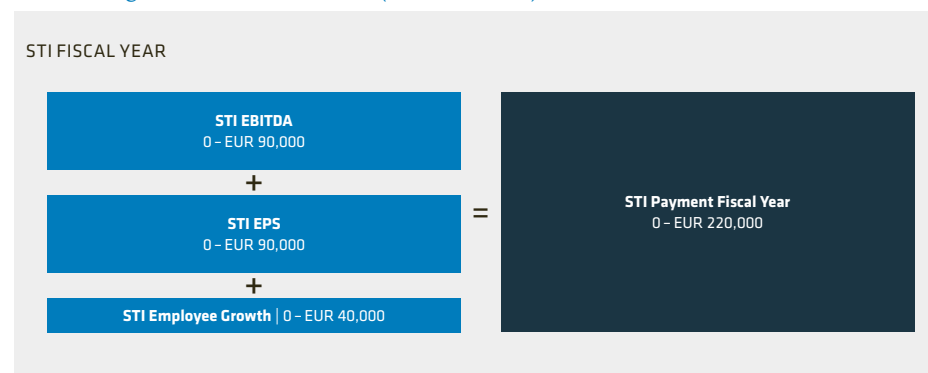 STI FISCAL YEAR
STI EBITDA
0 – EUR 90,000
+
STI EPS
0 – EUR 90,000
+
STI Employee Growth | 0 – EUR 40,000
=
STI Payment Fiscal Year
0 – EUR 220,000